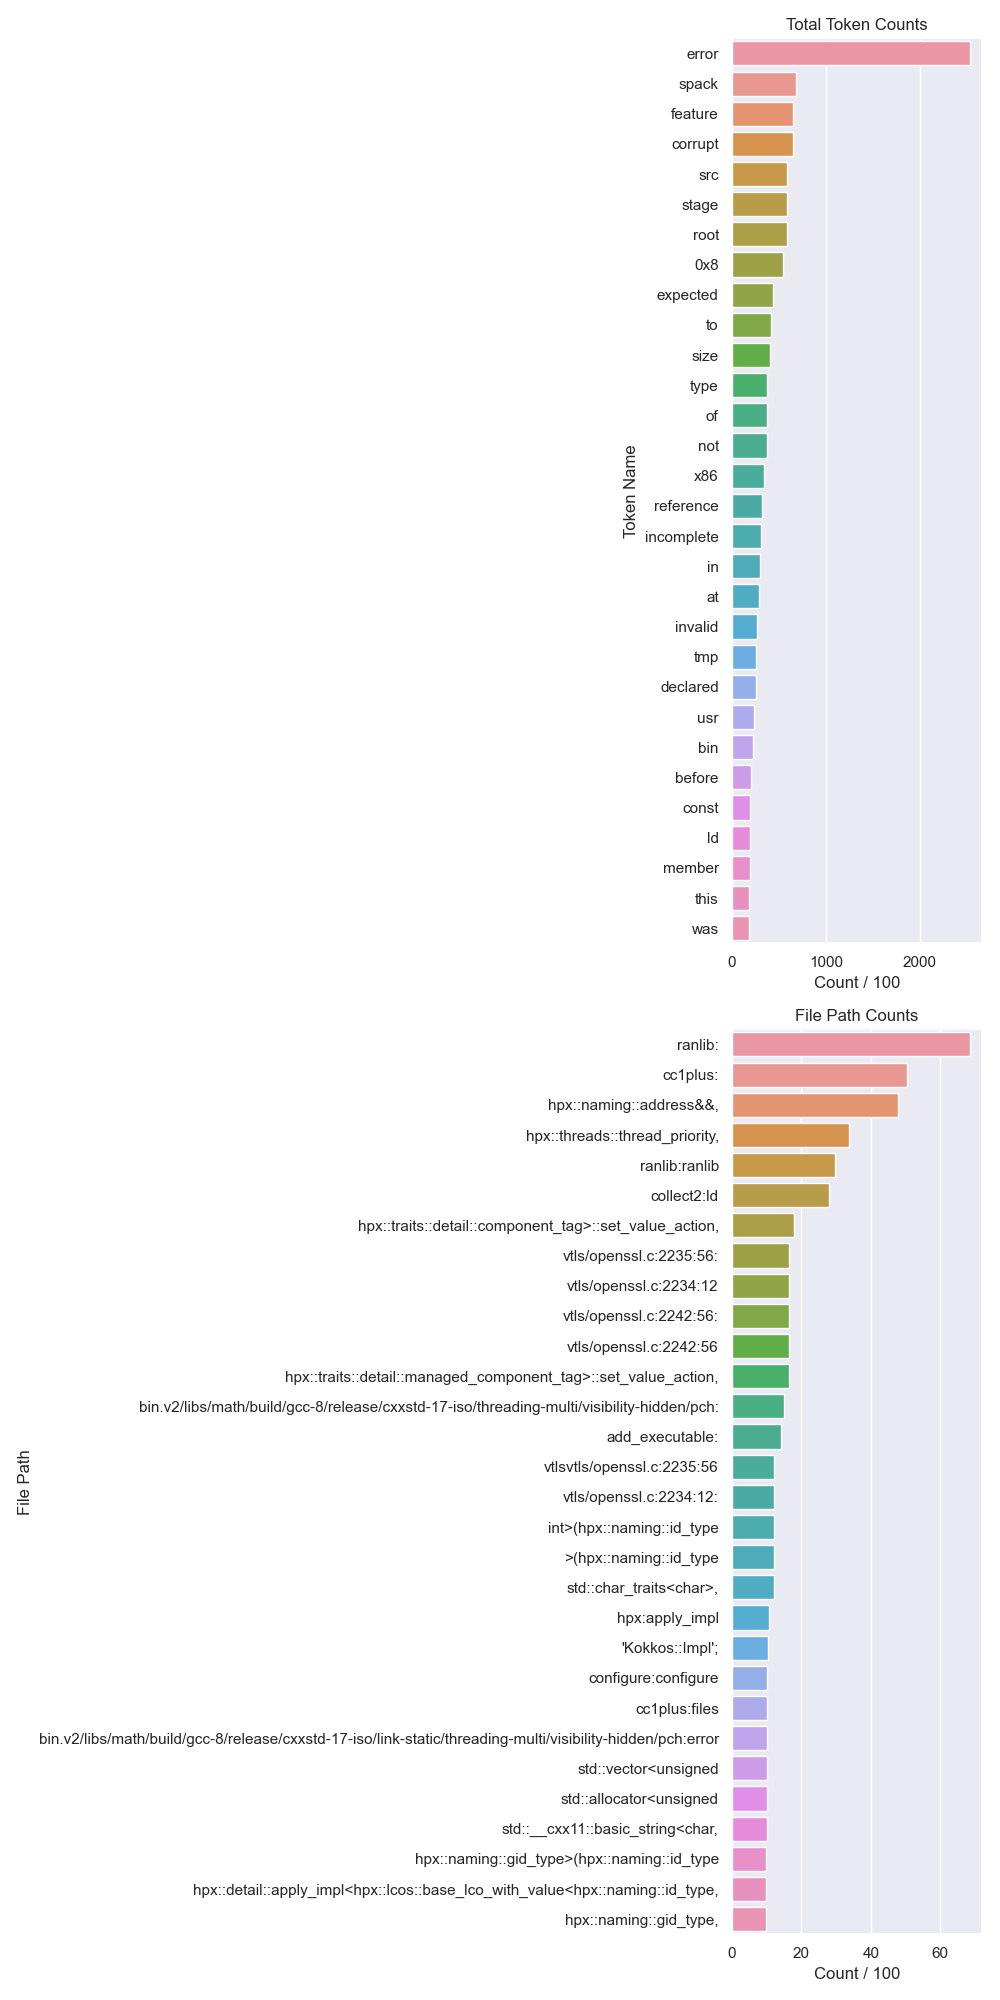 Total Token Counts
error
spack
feature
corrupt
src
stage
root
0x8
expected
to
size
type
of
not
x86
reference
incomplete
in
at
invalid
tmp
declared
usr
bin
before
const
ld
member
this
was
Token Name
0 1000 2000
Count / 100
File Path Counts
ranlib:
cc1plus:
hpx::naming::address&&,
hpx::threads::thread_priority,
ranlib:ranlib
collect2:ld
hpx::traits::detail::component_tag>::set_value_action,
vtls/openssl.c:2235:56:
vtls/openssl.c:2234:12
vtls/openssl.c:2242:56:
vtls/openssl.c:2242:56
hpx::traits::detail::managed_component_tag>::set_value_action,
bin.v2/libs/math/build/gcc-8/release/cxxstd-17-iso/threading-multi/visibility-hidden/pch:
add_executable:
vtlsvtls/openssl.c:2235:56
vtls/openssl.c:2234:12:
int>(hpx::naming::id_type
>(hpx::naming::id_type
std::char_traits<char>,
hpx:apply_impl
'Kokkos::Impl';
configure:configure
cc1plus:files
bin.v2/libs/math/build/gcc-8/release/cxxstd-17-iso/link-static/threading-multi/visibility-hidden/pch:error
std::vector<unsigned
std::allocator<unsigned
std::__cxx11::basic_string<char,
hpx::naming::gid_type>(hpx::naming::id_type
hpx::detail::apply_impl<hpx::lcos::base_lco_with_value<hpx::naming::id_type,
hpx::naming::gid_type,
File Path
0 20 40 60
Count / 100